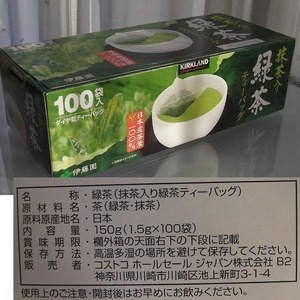 100袋入
ダイヤ型ティーバッグ
日本産茶葉
100%
伊藤園
KIRKLAND
抹茶入り
緑茶
ティーバッグ
名称:緑茶(抹茶入り緑茶ティーバッグ)
原材料名:茶(緑茶・抹茶)
原料原産地名:日本
内容量:150g(1.5g×100袋)
賞味期限:欄外箱の天面右下の下段に記載
保存方法:高温多湿の場所を避けて保存してください。
販売者:コストコ ホールセール ジャパン株式会社 B2
神奈川県川崎市川崎区池上新町3-1-4
使用上のご注意:開封後はお早めにお飲みください。